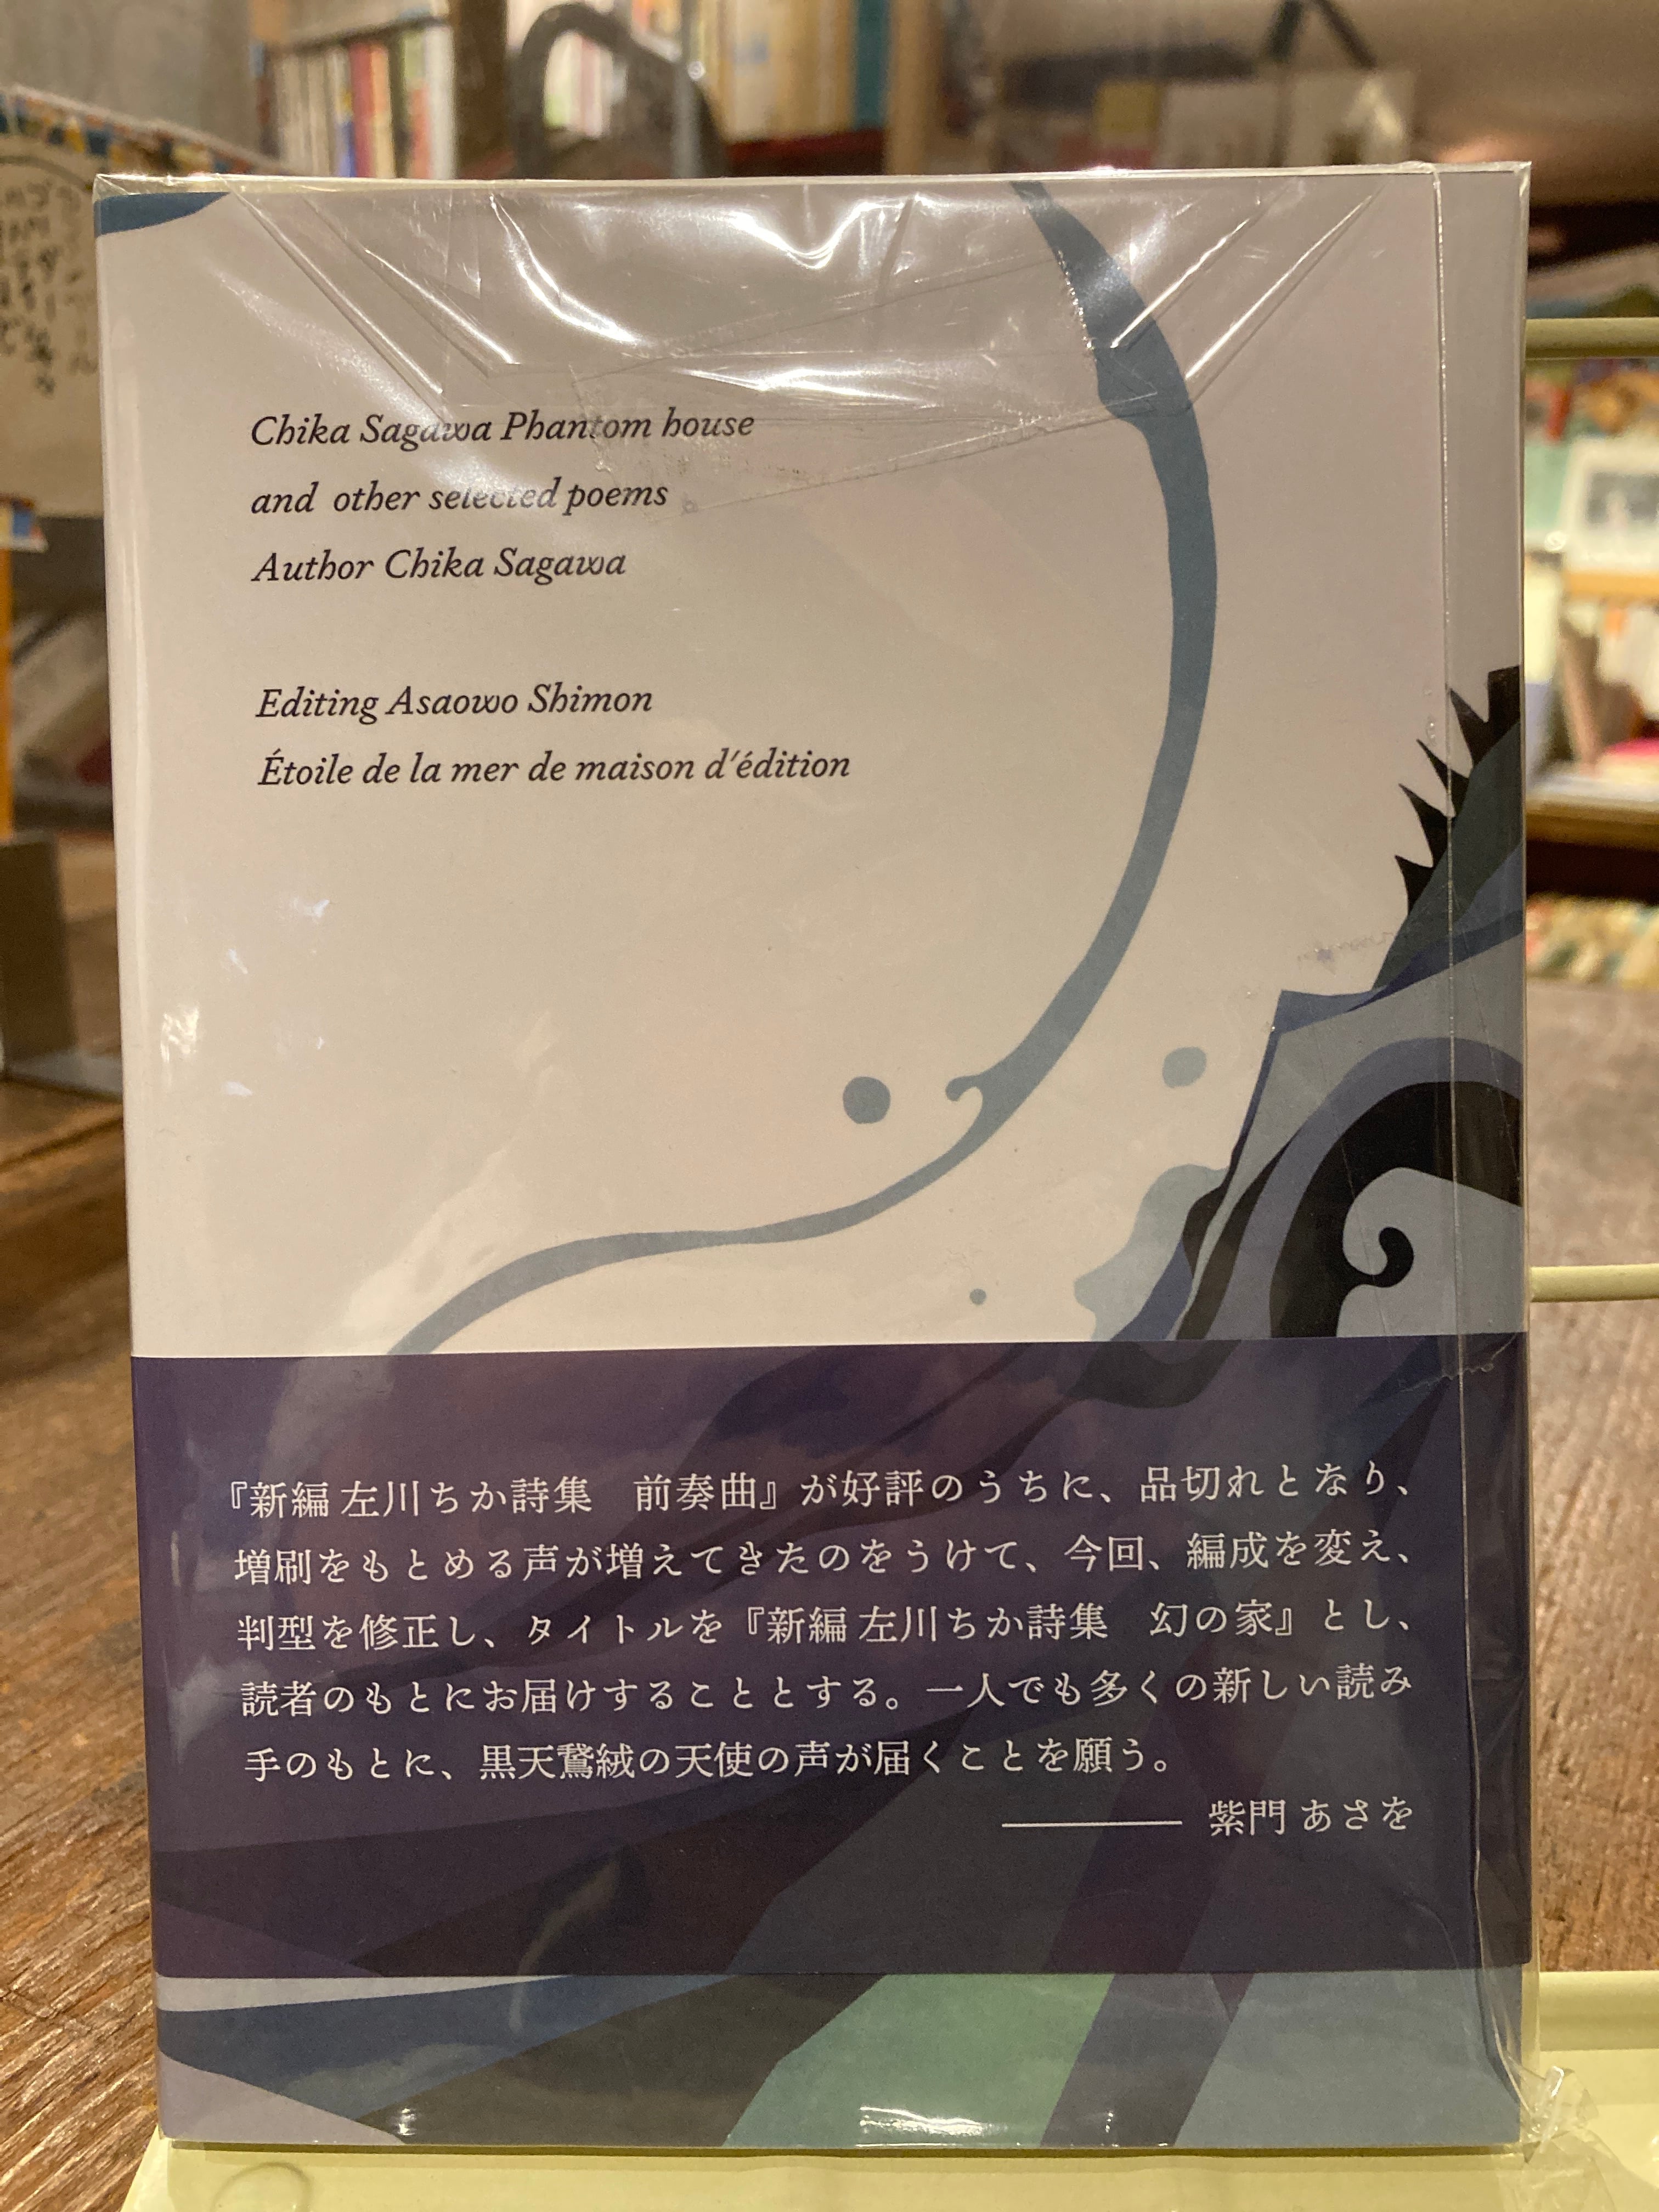 Chika Sagawa Phantom house
and other selected poems
Author Chika Sagawa
Editing Asaowo Shimon
Étoile de la mer de maison d'édition
『新編 左川ちか詩集　前奏曲』が好評のうちに、品切れとなり、
増刷をもとめる声が増えてきたのをうけて、今回、編成を変え、
判型を修正し、タイトルを『新編 左川ちか詩集　幻の家』とし、
読者のもとにお届けすることとする。一人でも多くの新しい読み
手のもとに、黒天鵞絨の天使の声が届くことを願う。
―――― 紫門 あさを